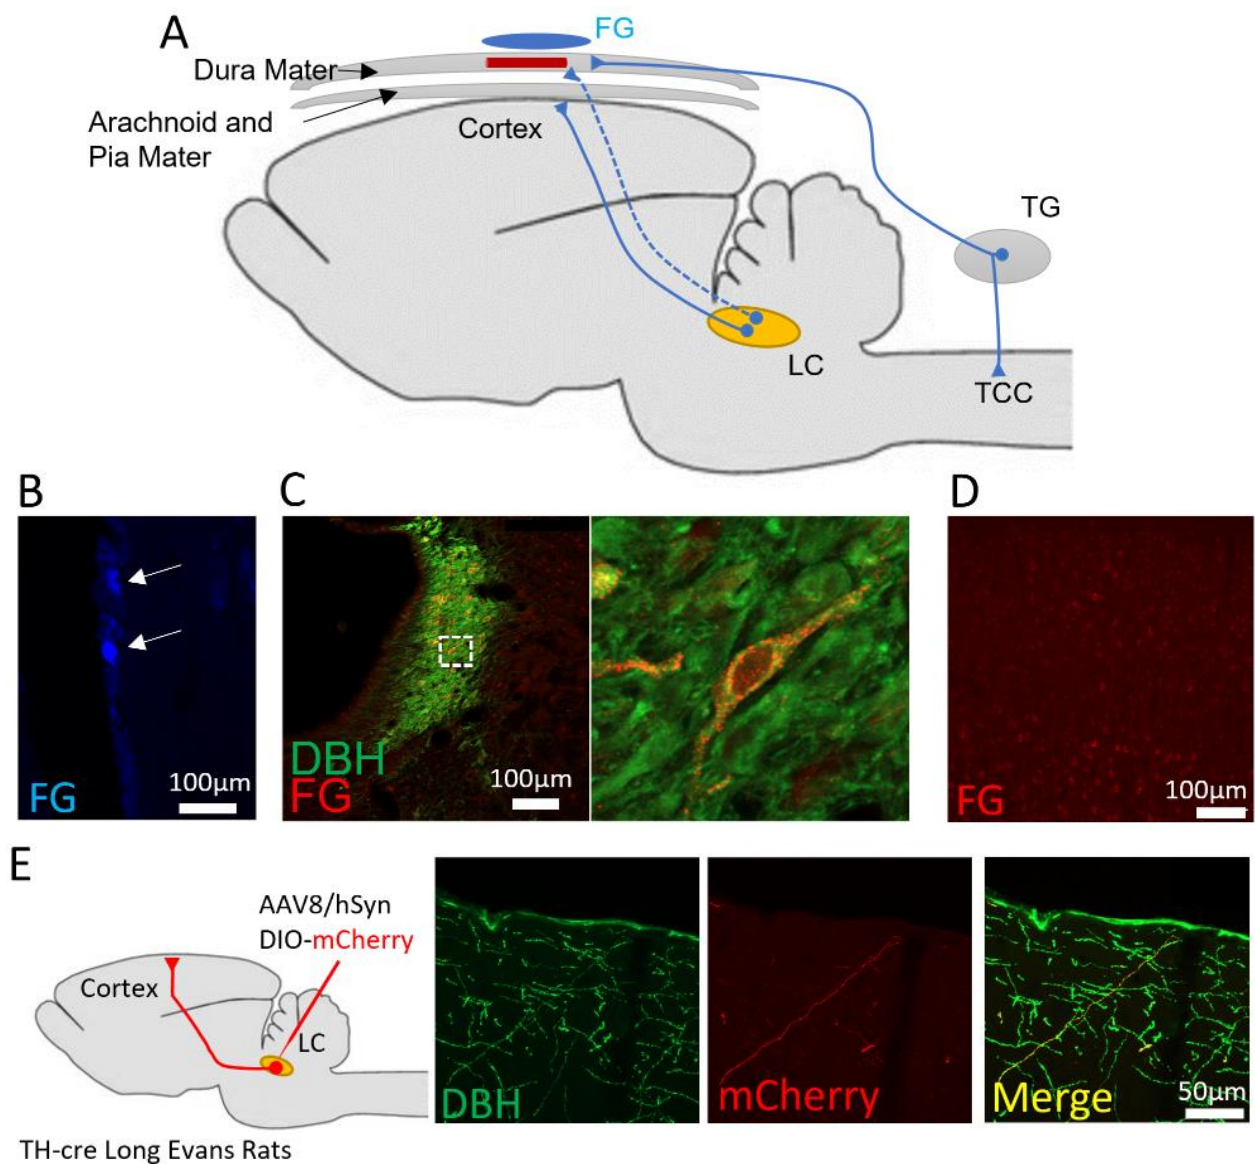 A
FG
Dura Mater
Arachnoid and
Pia Mater
Cortex
TG
LC
TCC
B
FG
100µm
C
DBH
FG
100µm
D
FG
100µm
E
AAV8/hSyn
DIO-mCherry
Cortex
LC
TH-cre Long Evans Rats
DBH
mCherry
Merge
50µm